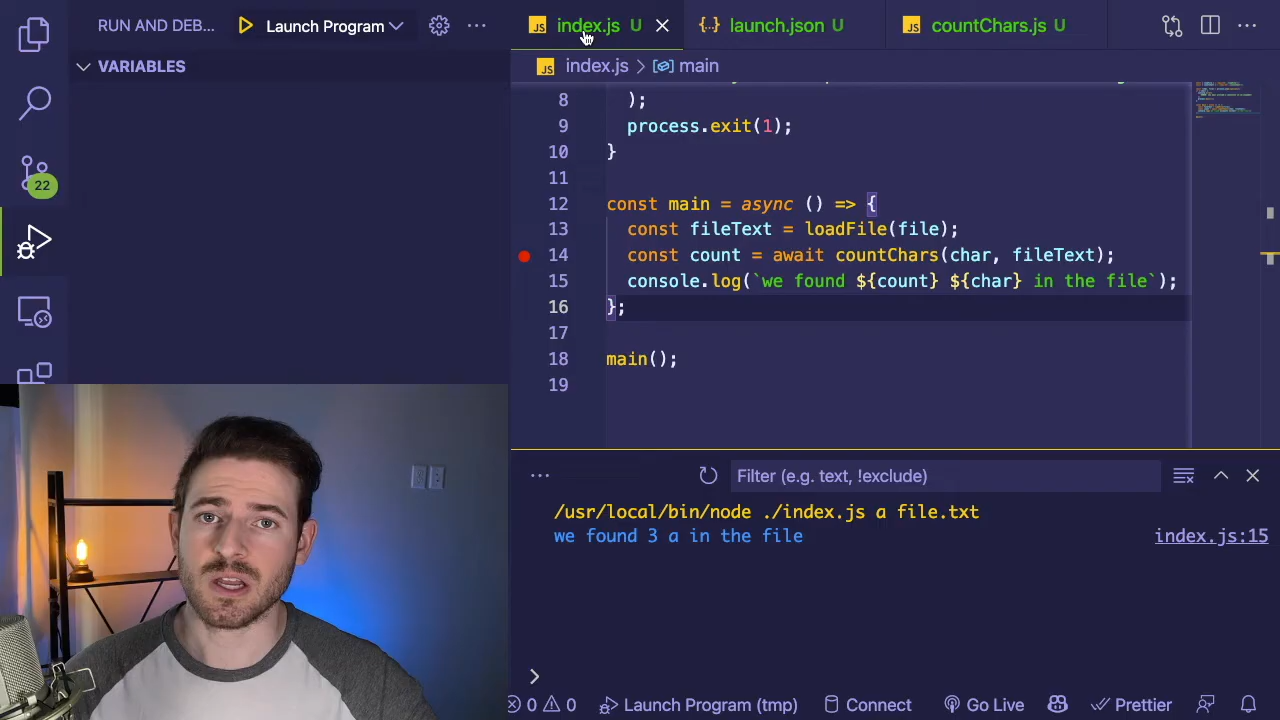 RUN AND DEB...
Launch Program
index.js U
launch.json U
countChars.js U
VARIABLES
index.js > main
8 );
9 process.exit(1);
10 }
11
12 const main = async () => {
13 const fileText = loadFile(file);
14 const count = await countChars(char, fileText);
15 console.log(`we found ${count} ${char} in the file`);
16 };
17
18 main();
19
22
Filter (e.g. text, !exclude)
/usr/local/bin/node ./index.js a file.txt
we found 3 a in the file
index.js:15
0 0 Launch Program (tmp) Connect Go Live Prettier